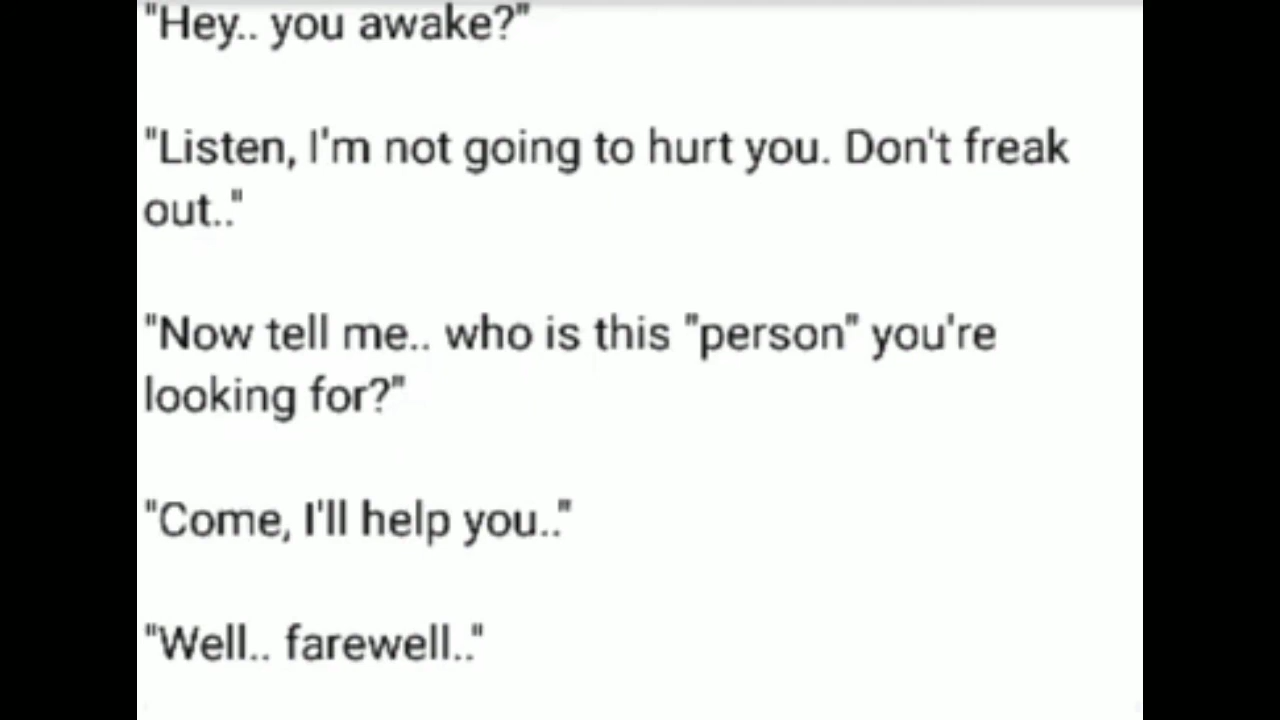 "Hey.. you awake?"
"Listen, I'm not going to hurt you. Don't freak
out.."
"Now tell me.. who is this "person" you're
looking for?"
"Come, I'll help you.."
"Well.. farewell.."